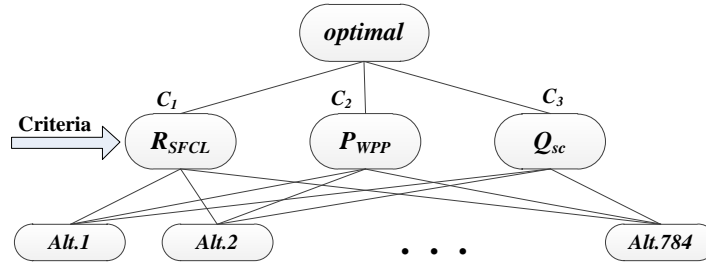 optimal
C1 C2 C3
Criteria
RSFCL PWPP Qsc
Alt.1 Alt.2 . . . Alt.784